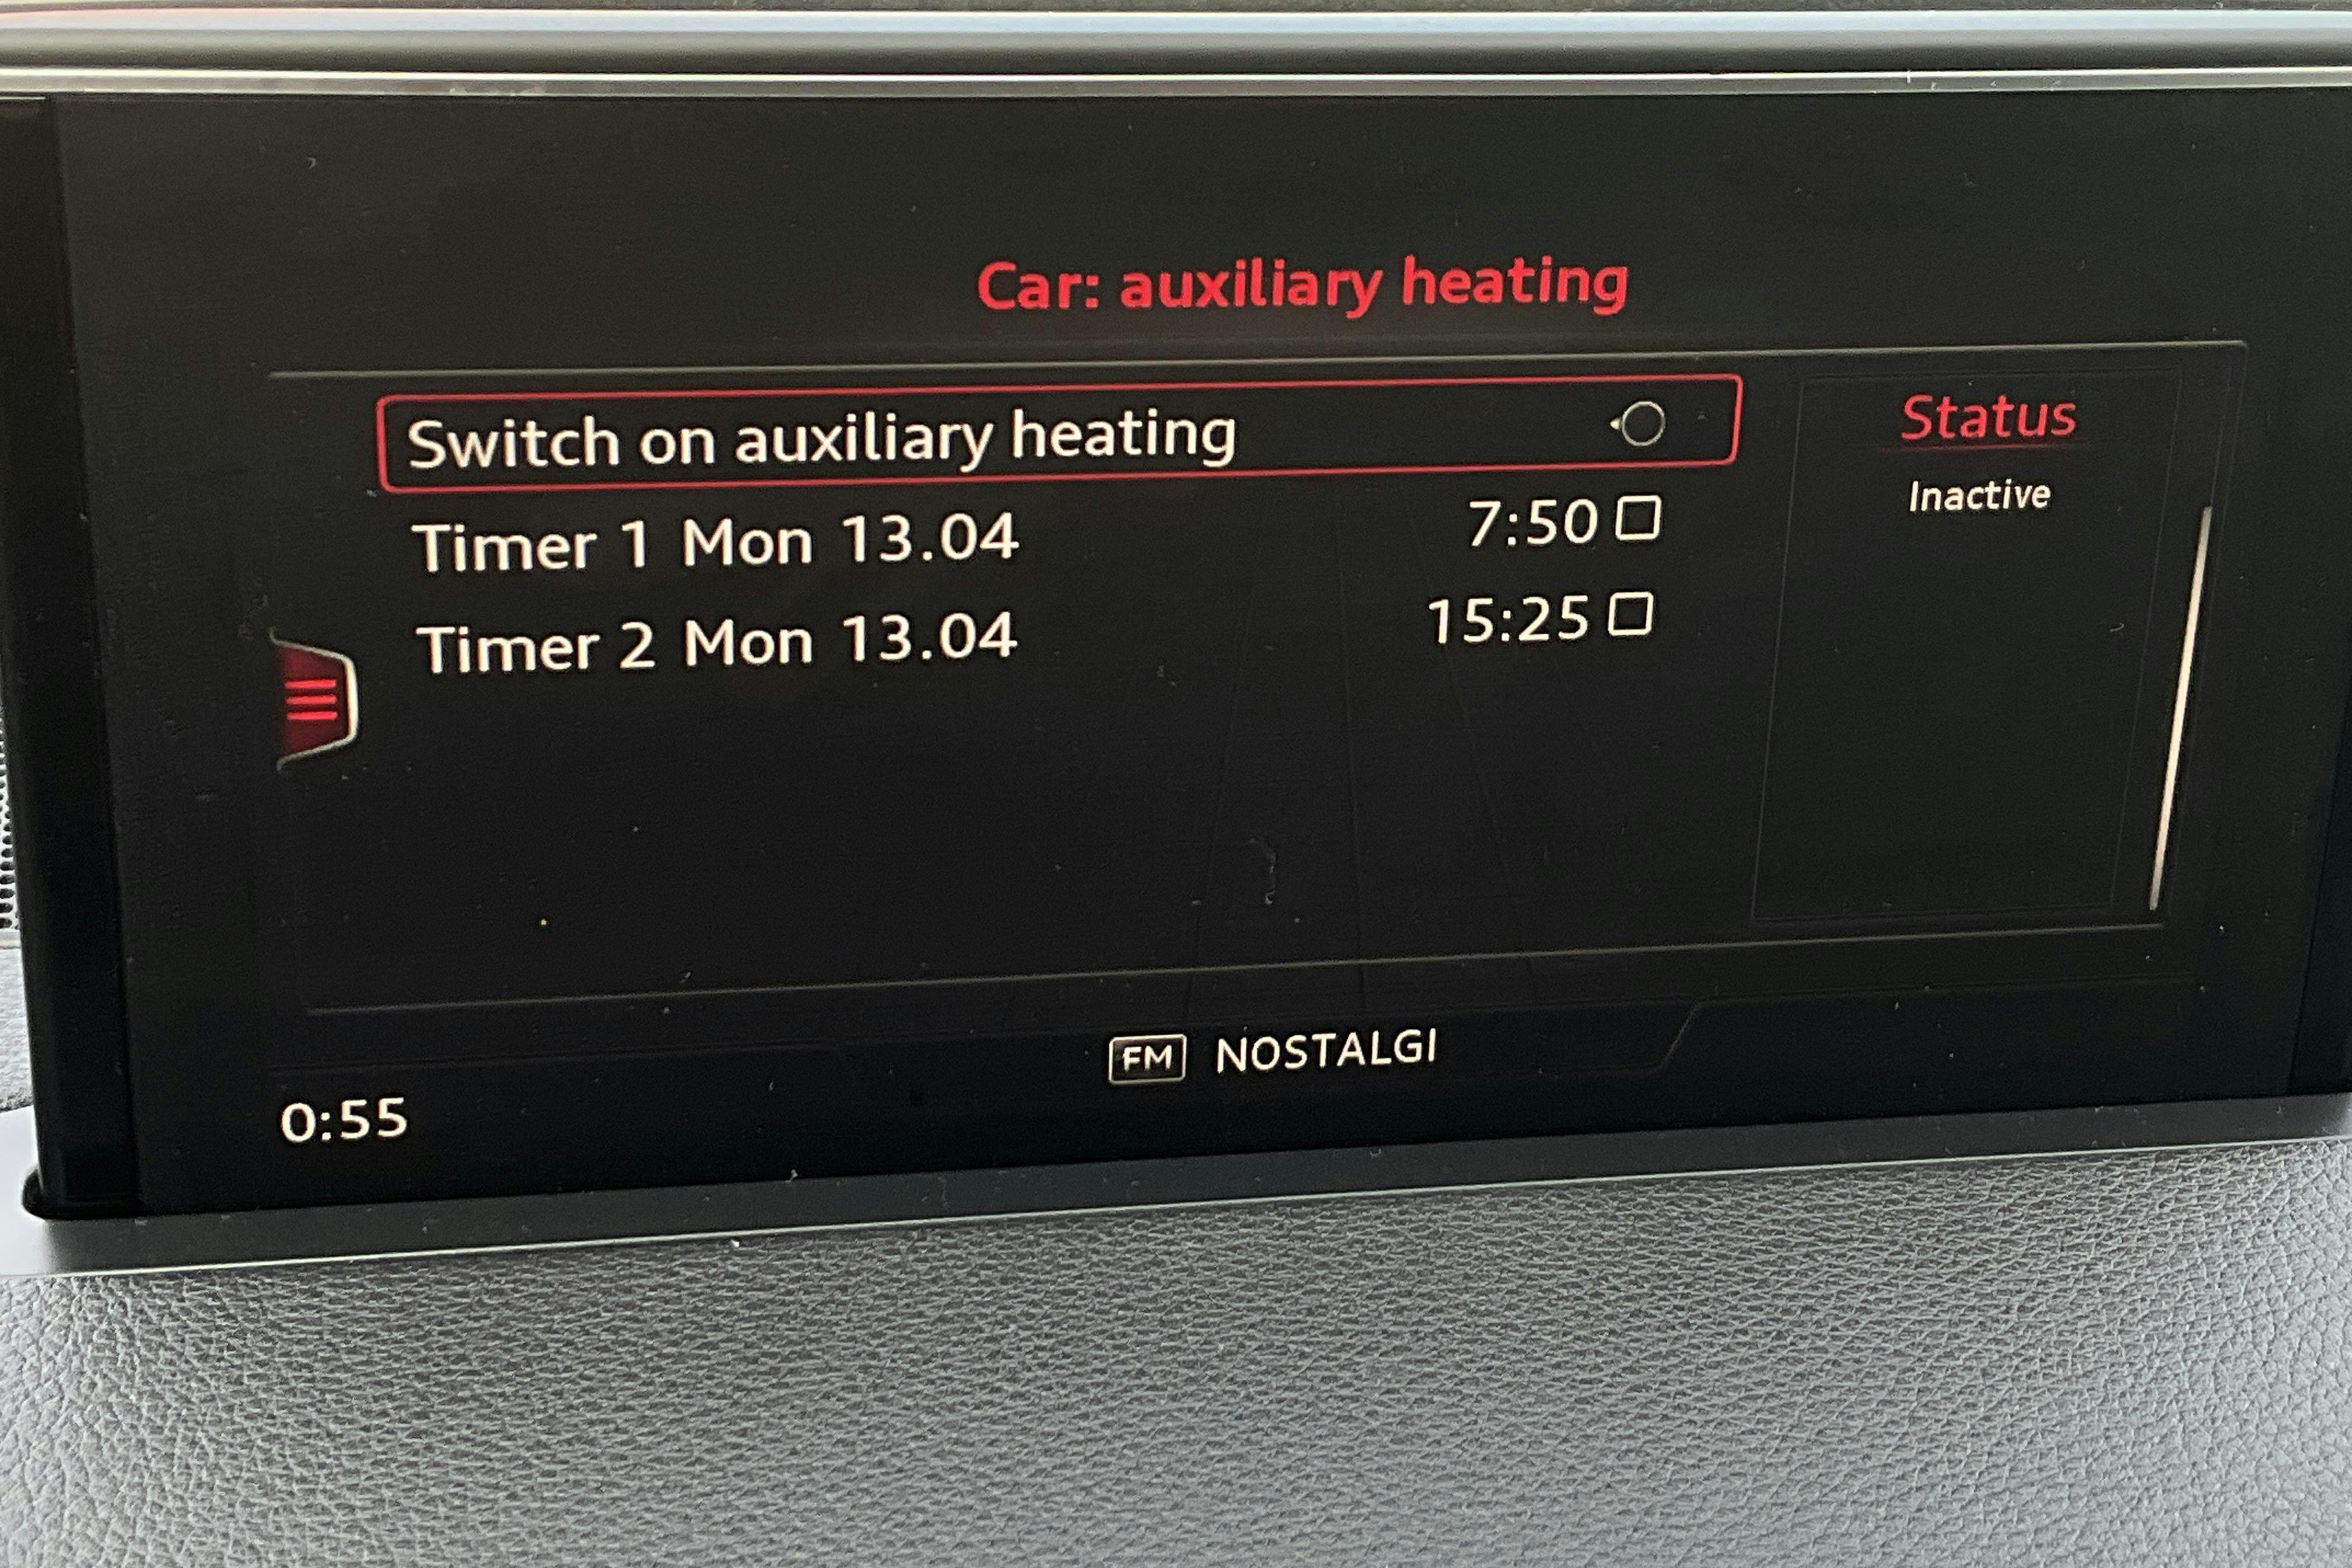 Car: auxiliary heating
Switch on auxiliary heating
Status
Inactive
Timer 1 Mon 13.04 7:50
Timer 2 Mon 13.04 15:25
FM NOSTALGI
0:55